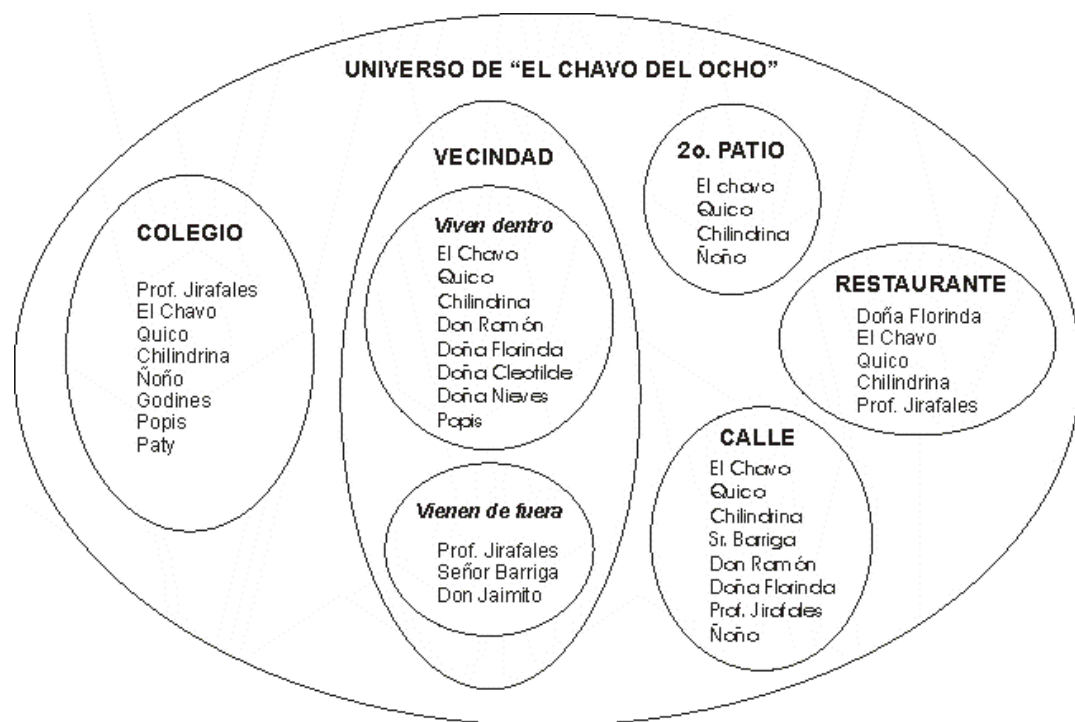 UNIVERSO DE “EL CHAVO DEL OCHO”
COLEGIO
Prof. Jirafales
El Chavo
Quico
Chilindrina
Ñoño
Godines
Popis
Paty
VECINDAD
Viven dentro
El Chavo
Quico
Chilindrina
Don Ramón
Doña Florinda
Doña Cleotilde
Doña Nieves
Popis
Vienen de fuera
Prof. Jirafales
Señor Barriga
Don Jaimito
2o. PATIO
El chavo
Quico
Chilindrina
Ñoño
RESTAURANTE
Doña Florinda
El Chavo
Quico
Chilindrina
Prof. Jirafales
CALLE
El Chavo
Quico
Chilindrina
Sr. Barriga
Don Ramón
Doña Florinda
Prof. Jirafales
Ñoño